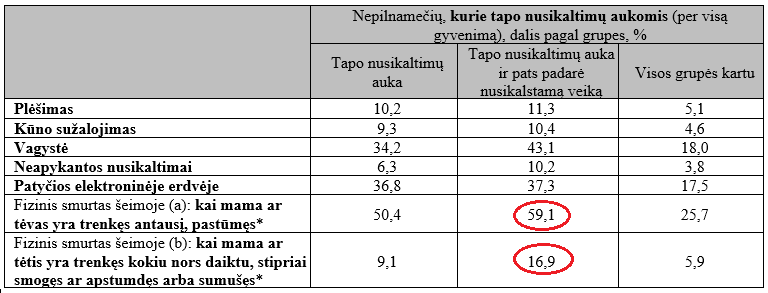 Nepilnamečių, kurie tapo nusikaltimų aukomis (per visą
gyvenimą), dalis pagal grupes, %
Tapo nusikaltimų
auka
Tapo nusikaltimų auka
ir pats padarė
nusikalstamą veiką
Visos grupės kartu
Plėšimas 10,2 11,3 5,1
Kūno sužalojimas 9,3 10,4 4,6
Vagystė 34,2 43,1 18,0
Neapykantos nusikaltimai 6,3 10,2 3,8
Patyčios elektroninėje erdvėje 36,8 37,3 17,5
Fizinis smurtas šeimoje (a): kai mama ar
tėvas yra trenkęs antausį, pastūmęs* 50,4 59,1 25,7
Fizinis smurtas šeimoje (b): kai mama ar
tėtis yra trenkęs kokiu nors daiktu, stipriai
smogęs ar apstumdęs arba sumušęs* 9,1 16,9 5,9